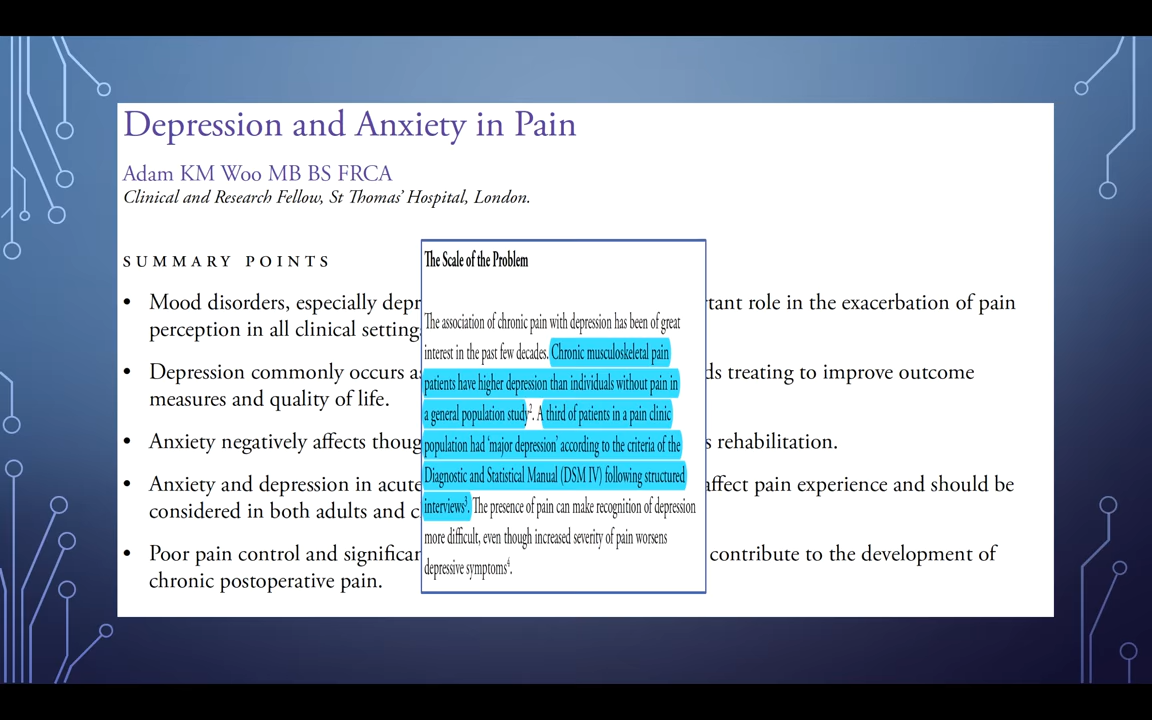 Depression and Anxiety in Pain
Adam KM Woo MB BS FRCA
Clinical and Research Fellow, St Thomas' Hospital, London.
SUMMARY POINTS
• Mood disorders, especially depr
tant role in the exacerbation of pain
perception in all clinical setting
• Depression commonly occurs a
ds treating to improve outcome
measures and quality of life.
• Anxiety negatively affects thoug
s rehabilitation.
• Anxiety and depression in acute
affect pain experience and should be
considered in both adults and c
• Poor pain control and significan
contribute to the development of
chronic postoperative pain.
The Scale of the Problem
The association of chronic pain with depression has been of great
interest in the past few decades. Chronic musculoskeletal pain
patients have higher depression than individuals without pain in
a general population study². A third of patients in a pain clinic
population had 'major depression' according to the criteria of the
Diagnostic and Statistical Manual (DSM IV) following structured
interviews³. The presence of pain can make recognition of depression
more difficult, even though increased severity of pain worsens
depressive symptoms⁴.